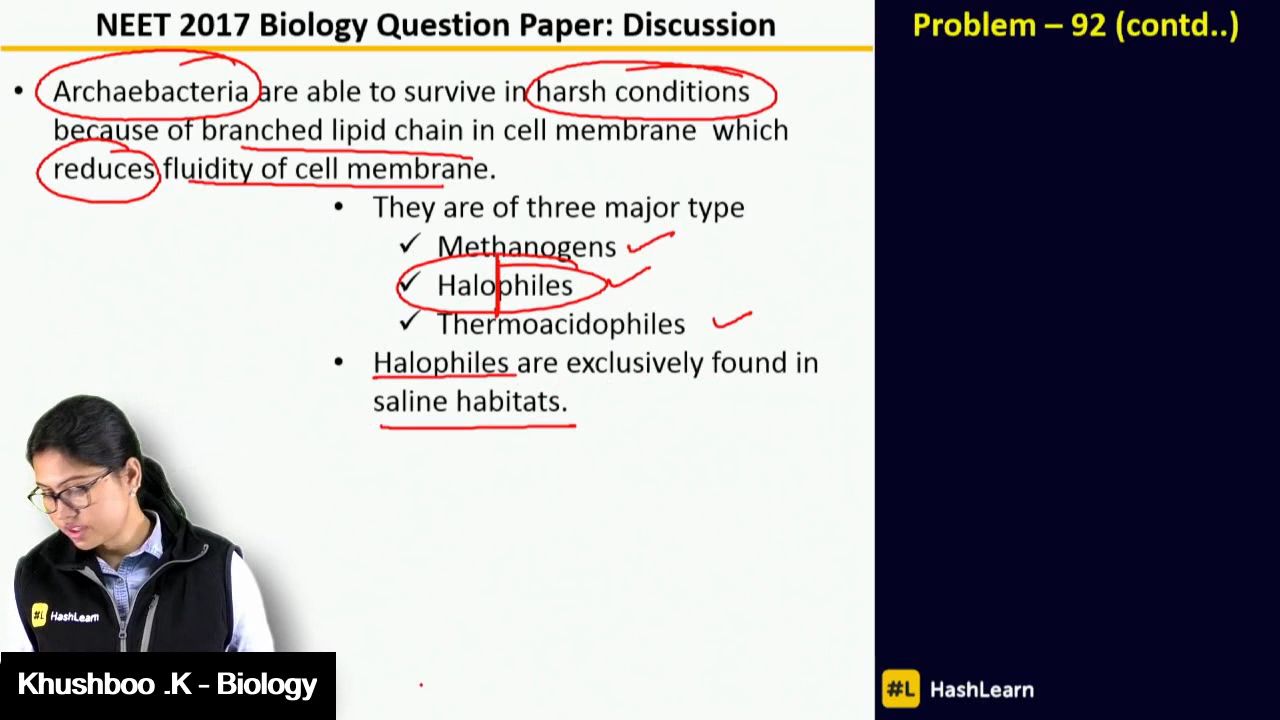 NEET 2017 Biology Question Paper: Discussion
Problem – 92 (contd..)
• Archaebacteria are able to survive in harsh conditions
because of branched lipid chain in cell membrane which
reduces fluidity of cell membrane.
• They are of three major type
✓ Methanogens
✓ Halophiles
✓ Thermoacidophiles
• Halophiles are exclusively found in
saline habitats.
#L HashLearn
Khushboo .K – Biology
#L HashLearn